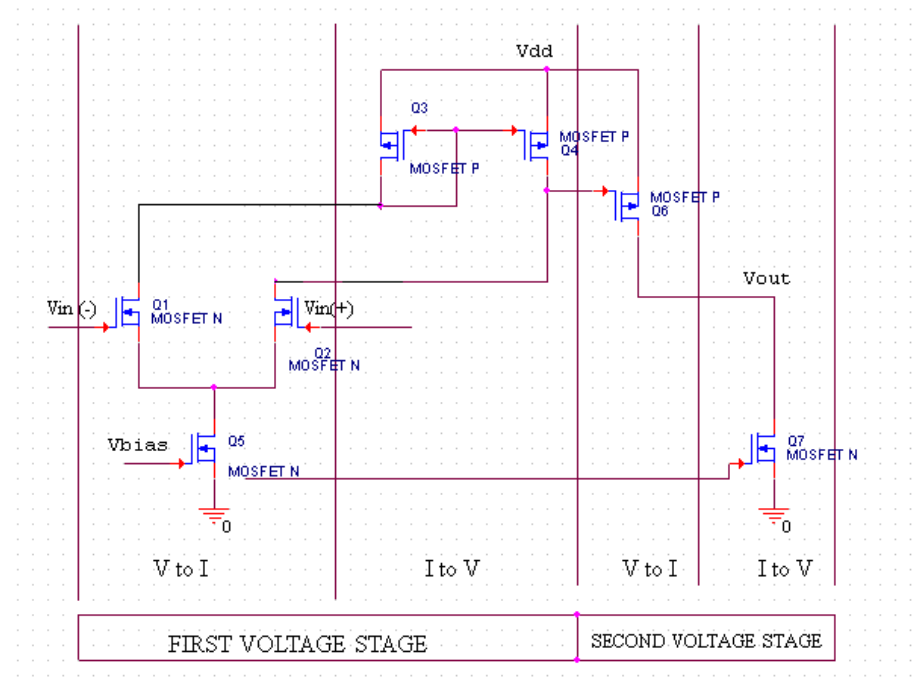 Vdd
Q3
MOSFET P
MOSFET P
Q4
MOSFET P
Q6
Vout
Vin (-)
Q1
MOSFET N
Vin(+)
Q2
MOSFET N
Vbias
Q5
MOSFET N
Q7
MOSFET N
0
0
V to I
I to V
V to I
I to V
FIRST VOLTAGE STAGE
SECOND VOLTAGE STAGE